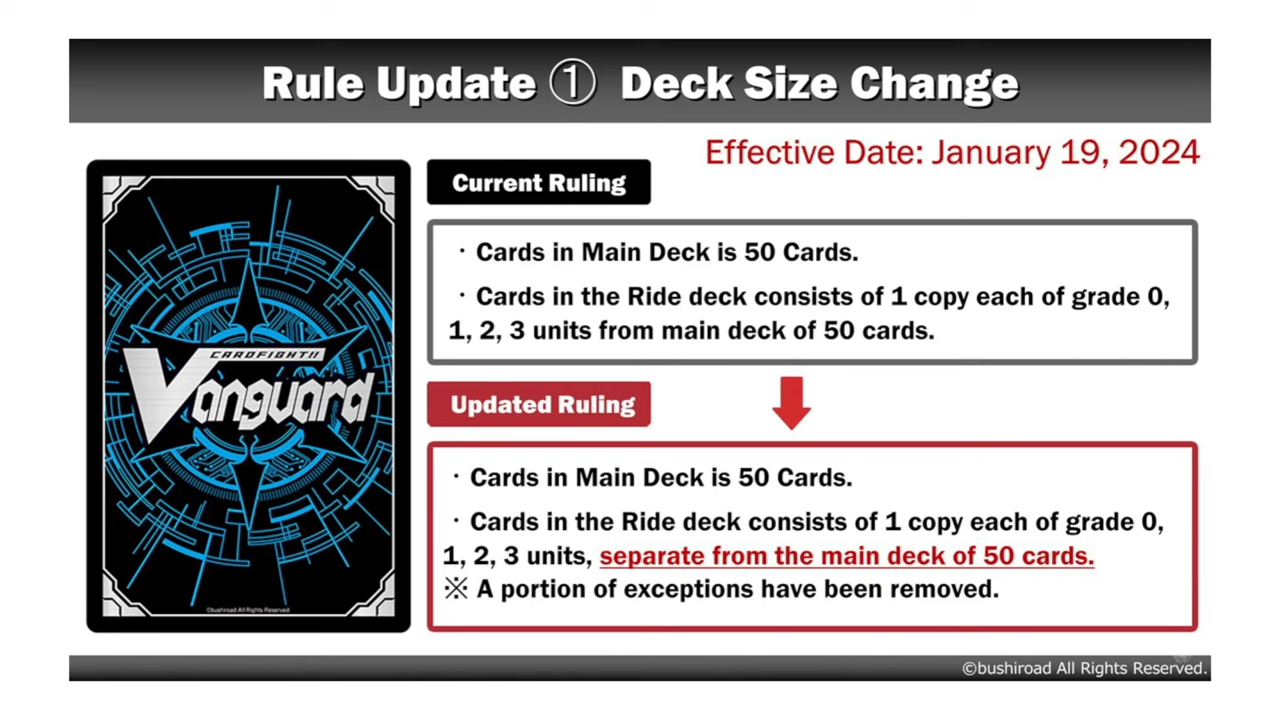 Rule Update ① Deck Size Change
Effective Date: January 19, 2024
CARDFIGHT!!
Vanguard
©bushiroad All Rights Reserved.
Current Ruling
・Cards in Main Deck is 50 Cards.
・Cards in the Ride deck consists of 1 copy each of grade 0,
1, 2, 3 units from main deck of 50 cards.
Updated Ruling
・Cards in Main Deck is 50 Cards.
・Cards in the Ride deck consists of 1 copy each of grade 0,
1, 2, 3 units, separate from the main deck of 50 cards.
※ A portion of exceptions have been removed.
©bushiroad All Rights Reserved.